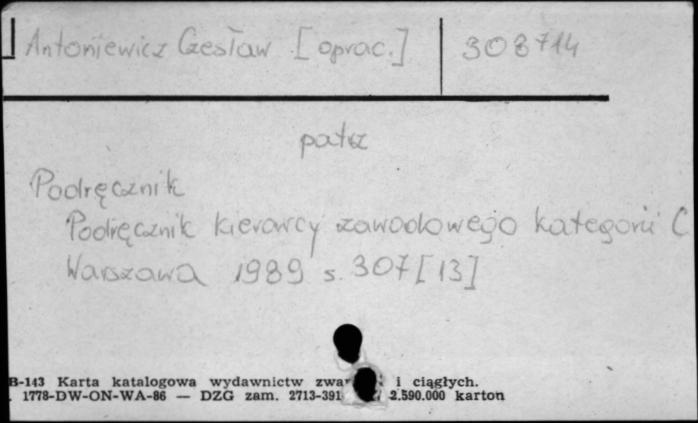 Antoniewicz Czesław [oprac.] 308714
patrz
Podręcznik
Podręcznik kierowcy zawodowego kategorii C
Warszawa 1989 s. 307 [13]
B-143 Karta katalogowa wydawnictw i ciągłych.
1778-DW-ON-WA-86 — DZG zam. 2713-391 2.590.000 karton